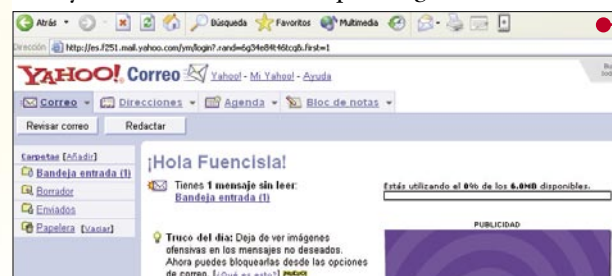 Atrás Búsqueda Favoritos Multimedia
Dirección http://es.f251.mail.yahoo.com/ym/login?.rand=6g34e84t46tcg&.first=1
YAHOO! Correo Yahoo! - Mi Yahoo! - Ayuda
Correo Direcciones Agenda Bloc de notas
Revisar correo Redactar
Carpetas [Añadir]
Bandeja entrada (1)
Borrador
Enviados
Papelera [Vaciar]
¡Hola Fuencisla!
Tienes 1 mensaje sin leer:
Bandeja entrada (1)
Estás utilizando el 0% de los 6.0MB disponibles.
PUBLICIDAD
Truco del día: Deja de ver imágenes
ofensivas en los mensajes no deseados.
Ahora puedes bloquearlas desde las opciones
de correo. [¿Qué es esto?]